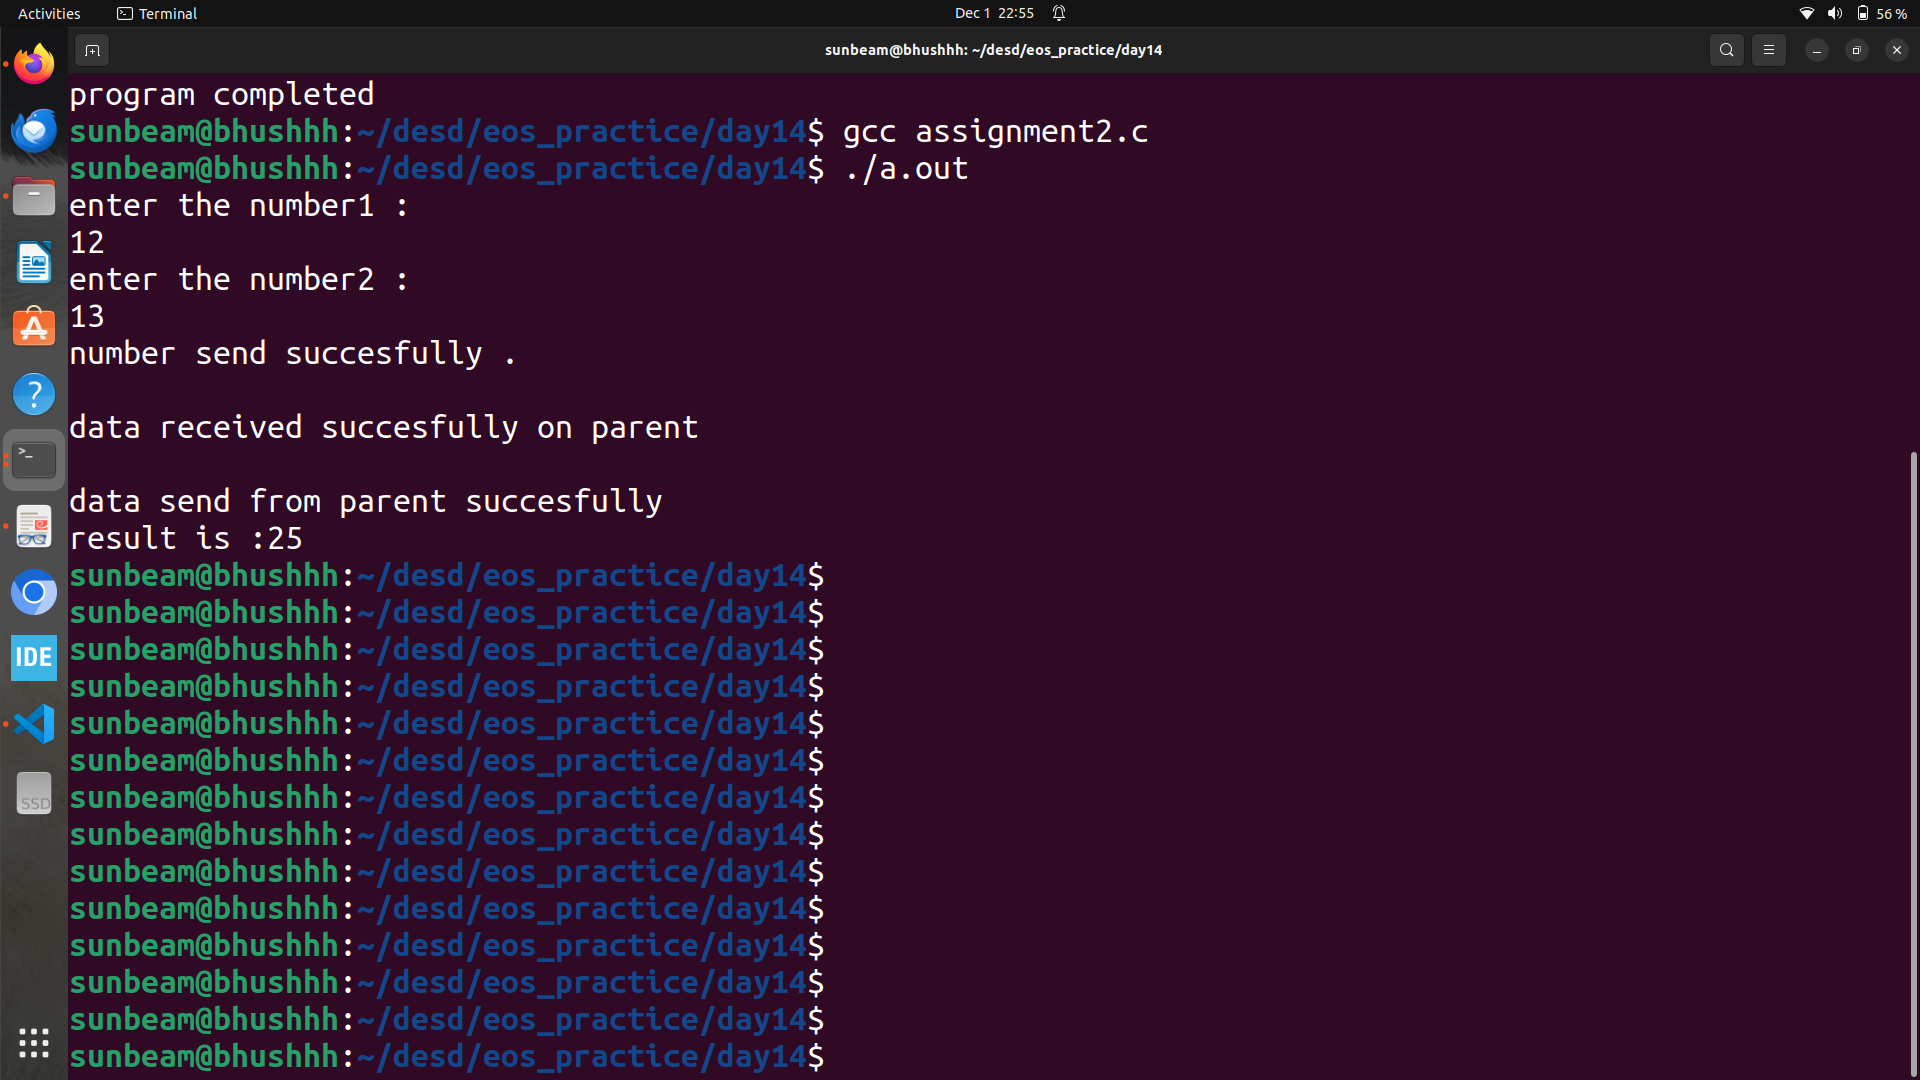 Activities Terminal Dec 1 22:55 56 %
sunbeam@bhushhh: ~/desd/eos_practice/day14
program completed
sunbeam@bhushhh:~/desd/eos_practice/day14$ gcc assignment2.c
sunbeam@bhushhh:~/desd/eos_practice/day14$ ./a.out
enter the number1 :
12
enter the number2 :
13
number send succesfully .
data received succesfully on parent
data send from parent succesfully
result is :25
sunbeam@bhushhh:~/desd/eos_practice/day14$
sunbeam@bhushhh:~/desd/eos_practice/day14$
sunbeam@bhushhh:~/desd/eos_practice/day14$
sunbeam@bhushhh:~/desd/eos_practice/day14$
sunbeam@bhushhh:~/desd/eos_practice/day14$
sunbeam@bhushhh:~/desd/eos_practice/day14$
sunbeam@bhushhh:~/desd/eos_practice/day14$
sunbeam@bhushhh:~/desd/eos_practice/day14$
sunbeam@bhushhh:~/desd/eos_practice/day14$
sunbeam@bhushhh:~/desd/eos_practice/day14$
sunbeam@bhushhh:~/desd/eos_practice/day14$
sunbeam@bhushhh:~/desd/eos_practice/day14$
sunbeam@bhushhh:~/desd/eos_practice/day14$
sunbeam@bhushhh:~/desd/eos_practice/day14$
IDE
SSD